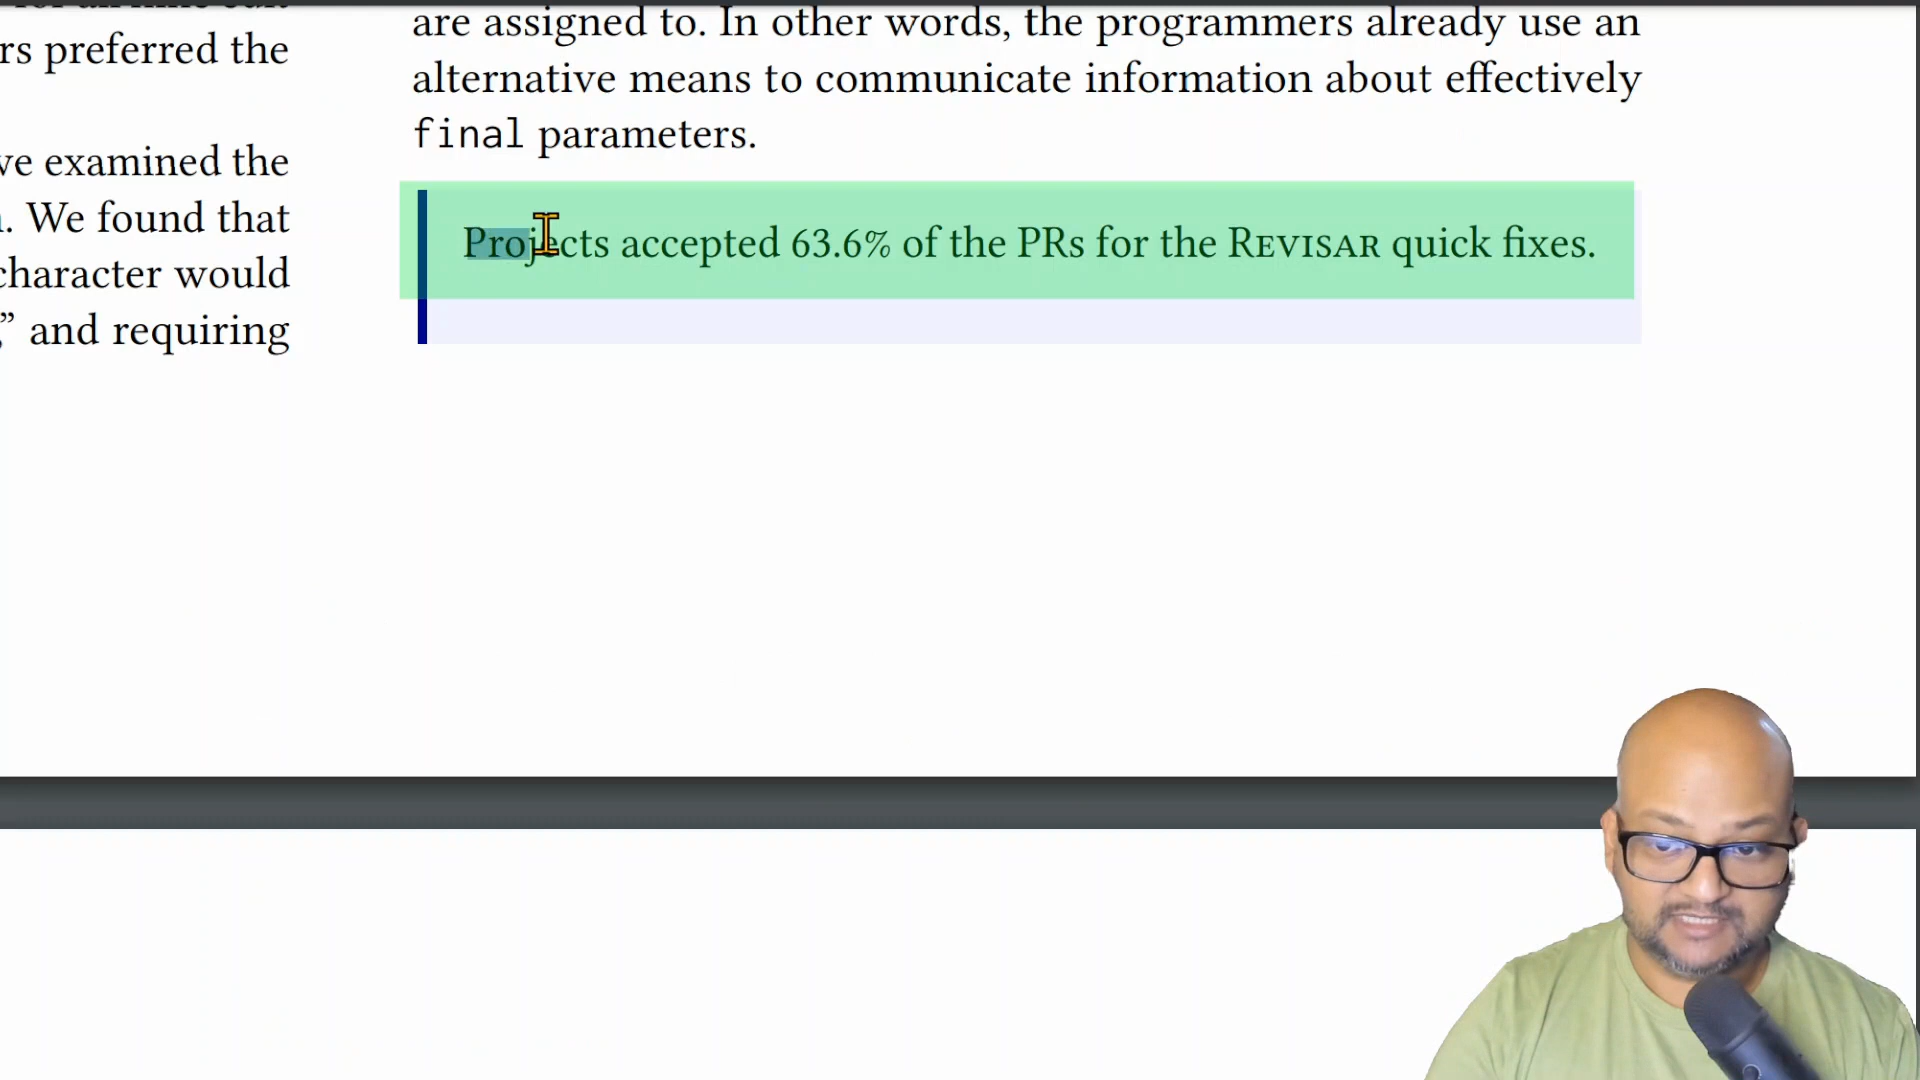 rs preferred the
ve examined the
. We found that
character would
,” and requiring
are assigned to. In other words, the programmers already use an
alternative means to communicate information about effectively
final parameters.
Projects accepted 63.6% of the PRs for the REVISAR quick fixes.